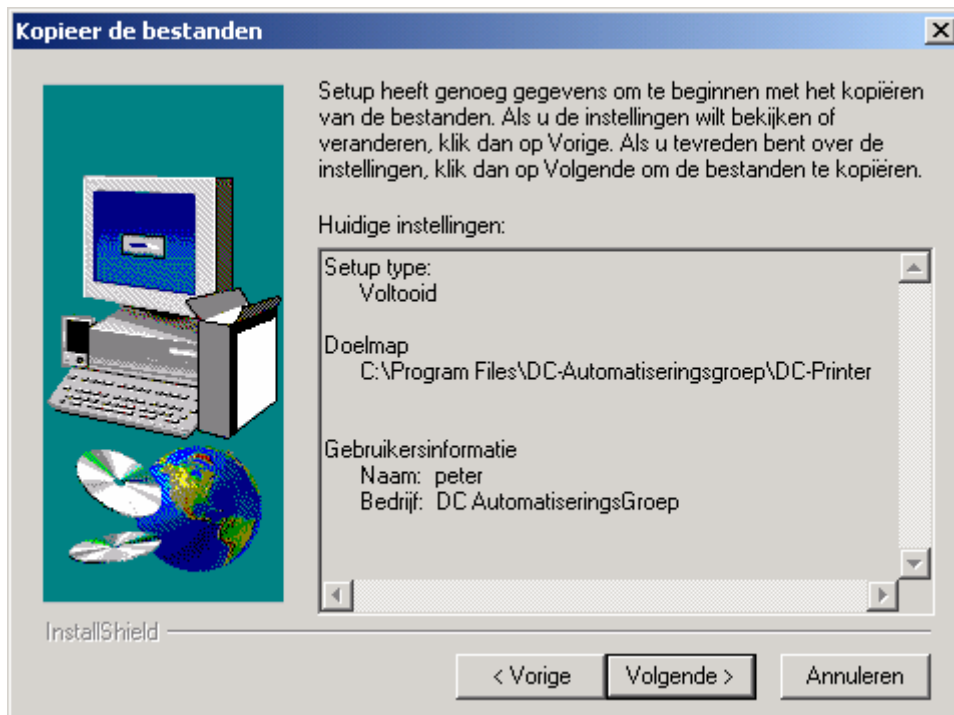 Kopieer de bestanden
Setup heeft genoeg gegevens om te beginnen met het kopiëren
van de bestanden. Als u de instellingen wilt bekijken of
veranderen, klik dan op Vorige. Als u tevreden bent over de
instellingen, klik dan op Volgende om de bestanden te kopiëren.
Huidige instellingen:
Setup type:
Voltooid
Doelmap
C:\Program Files\DC-Automatiseringsgroep\DC-Printer
Gebruikersinformatie
Naam: peter
Bedrijf: DC AutomatiseringsGroep
InstallShield
< Vorige
Volgende >
Annuleren